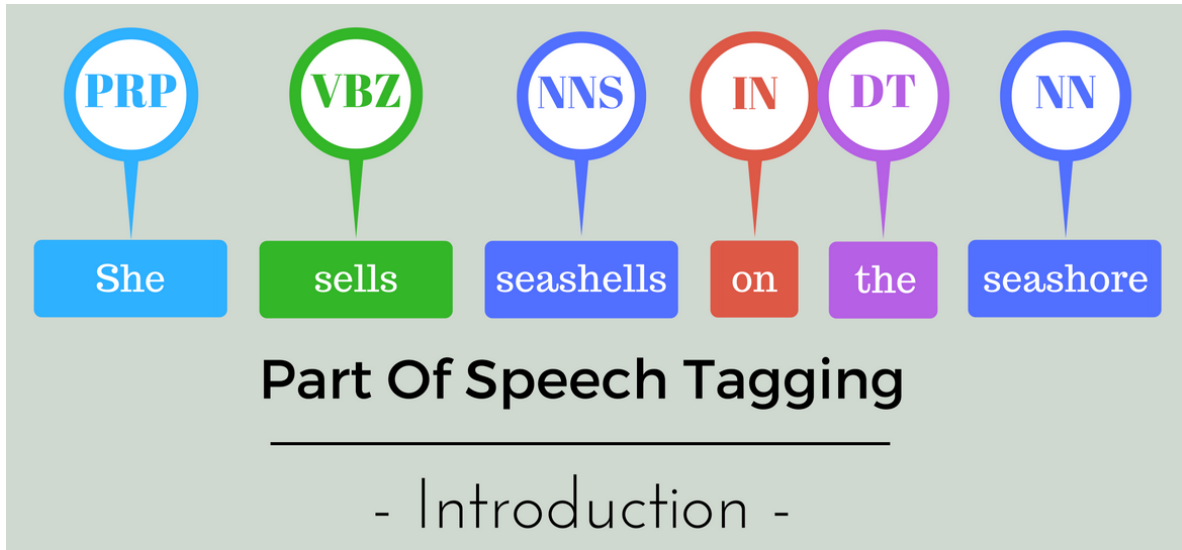 PRP VBZ NNS IN DT NN
She sells seashells on the seashore
Part Of Speech Tagging
- Introduction -